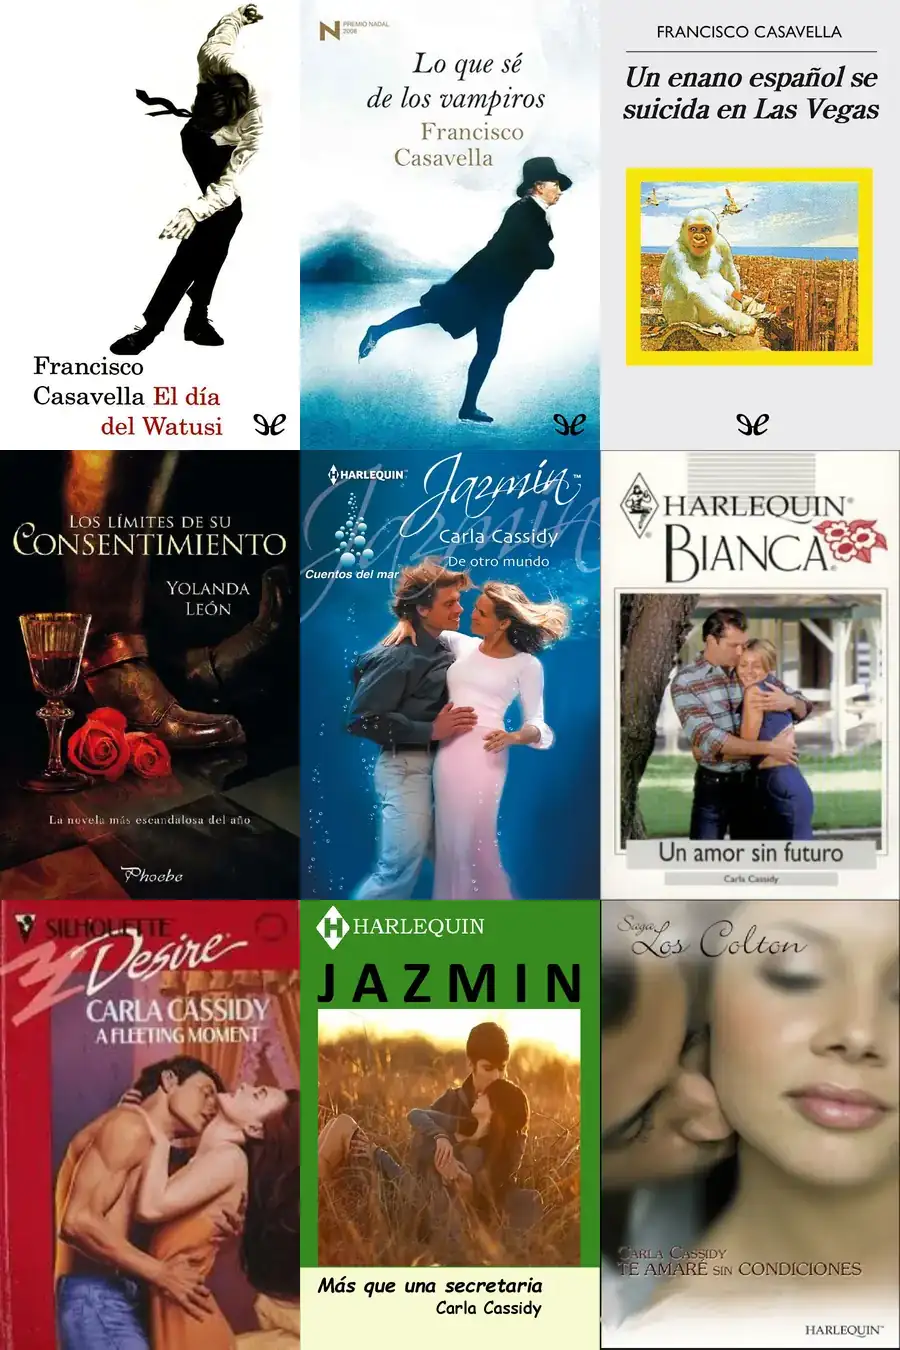 Francisco
Casavella El día
del Watusi
PREMIO NADAL
2008
Lo que sé
de los vampiros
Francisco
Casavella
FRANCISCO CASAVELLA
Un enano español se
suicida en Las Vegas
LOS LÍMITES DE SU
CONSENTIMIENTO
YOLANDA
LEÓN
La novela más escandalosa del año
Phoebe
HARLEQUIN™
Jazmín™
Carla Cassidy
De otro mundo
Cuentos del mar
HARLEQUIN®
BIANCA®
Un amor sin futuro
Carla Cassidy
SILHOUETTE
Desire
CARLA CASSIDY
A FLEETING MOMENT
HARLEQUIN
JAZMIN
Más que una secretaria
Carla Cassidy
Saga
Los Colton
CARLA CASSIDY
TE AMARÉ SIN CONDICIONES
HARLEQUIN™